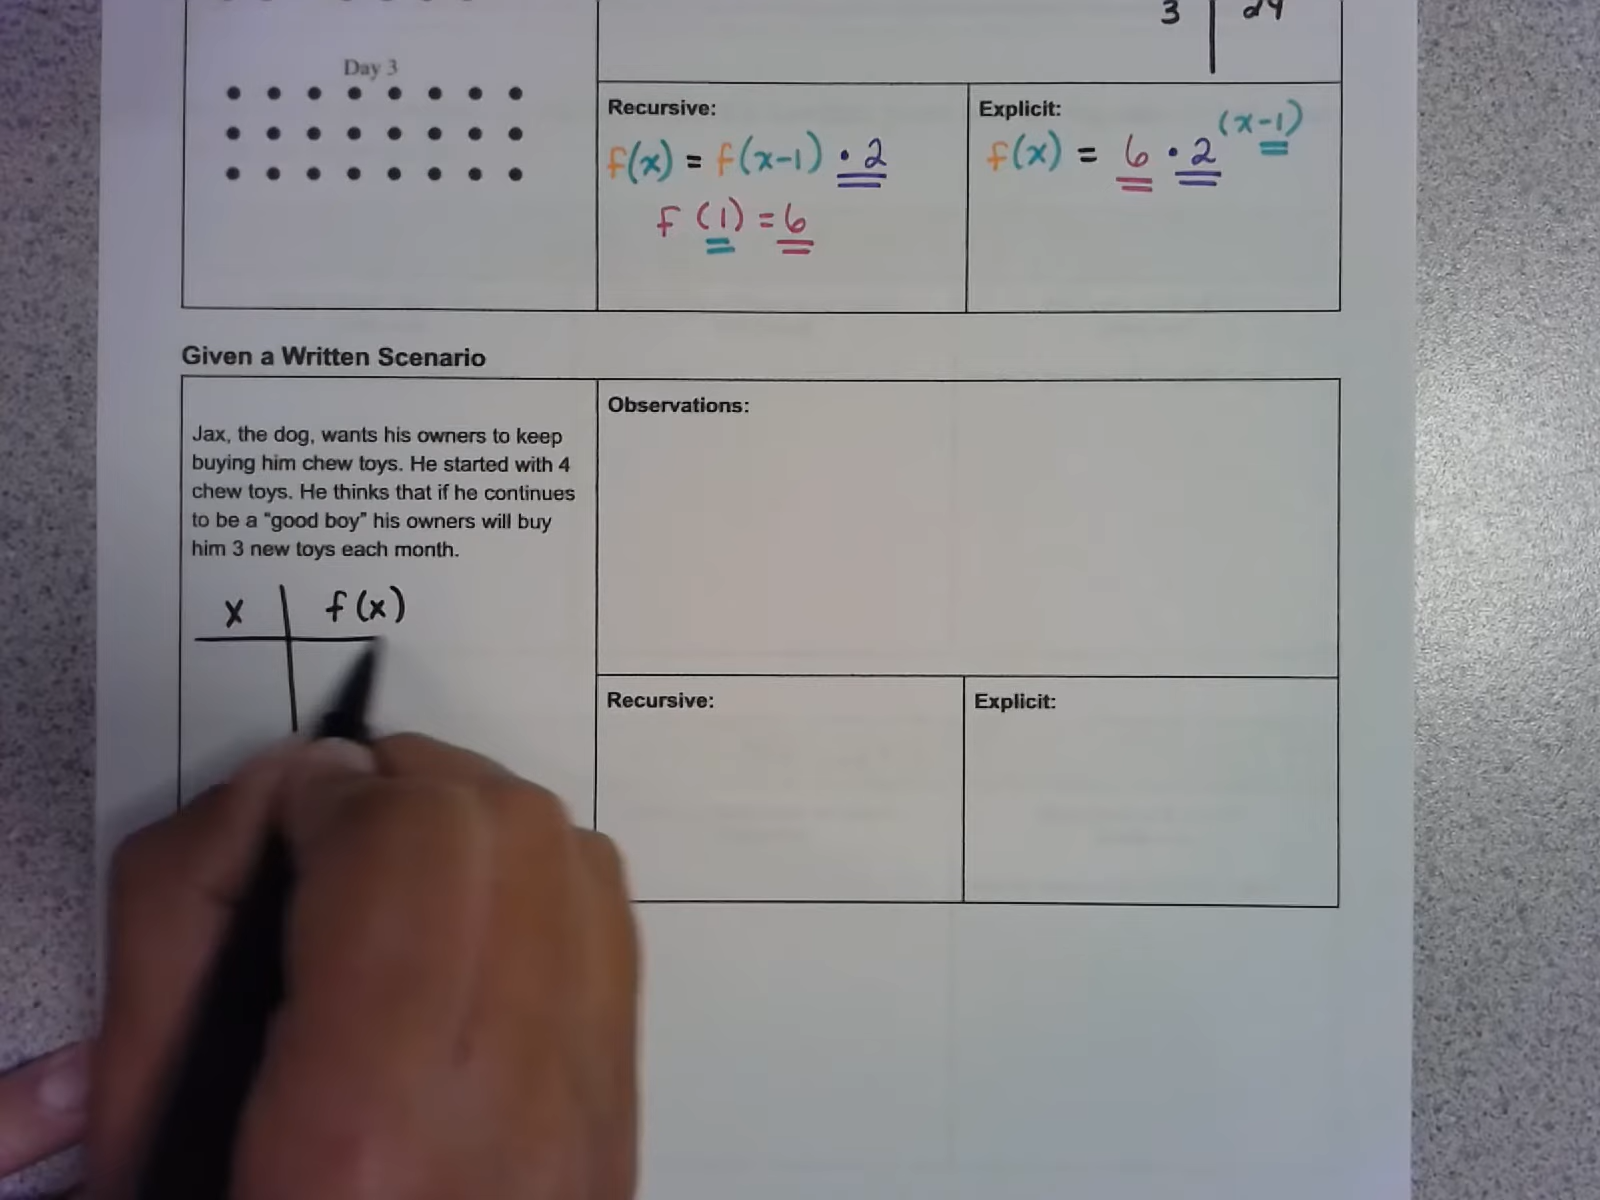 3 | 24
Day 3
Recursive:
f(x) = f(x-1) • 2
f(1) = 6
Explicit:
f(x) = 6 • 2^(x-1)
Given a Written Scenario
Jax, the dog, wants his owners to keep
buying him chew toys. He started with 4
chew toys. He thinks that if he continues
to be a "good boy" his owners will buy
him 3 new toys each month.
x | f(x)
Observations:
Recursive:
Explicit: